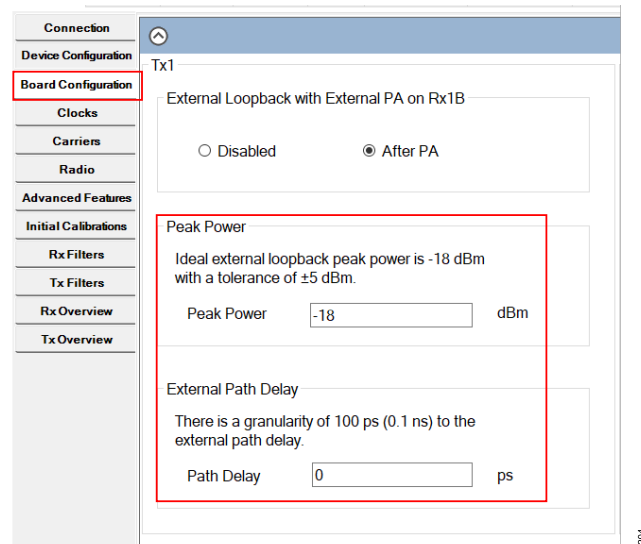 Connection
Device Configuration
Board Configuration
Clocks
Carriers
Radio
Advanced Features
Initial Calibrations
Rx Filters
Tx Filters
Rx Overview
Tx Overview
Tx1
External Loopback with External PA on Rx1B
Disabled
After PA
Peak Power
Ideal external loopback peak power is -18 dBm
with a tolerance of ±5 dBm.
Peak Power -18 dBm
External Path Delay
There is a granularity of 100 ps (0.1 ns) to the
external path delay.
Path Delay 0 ps